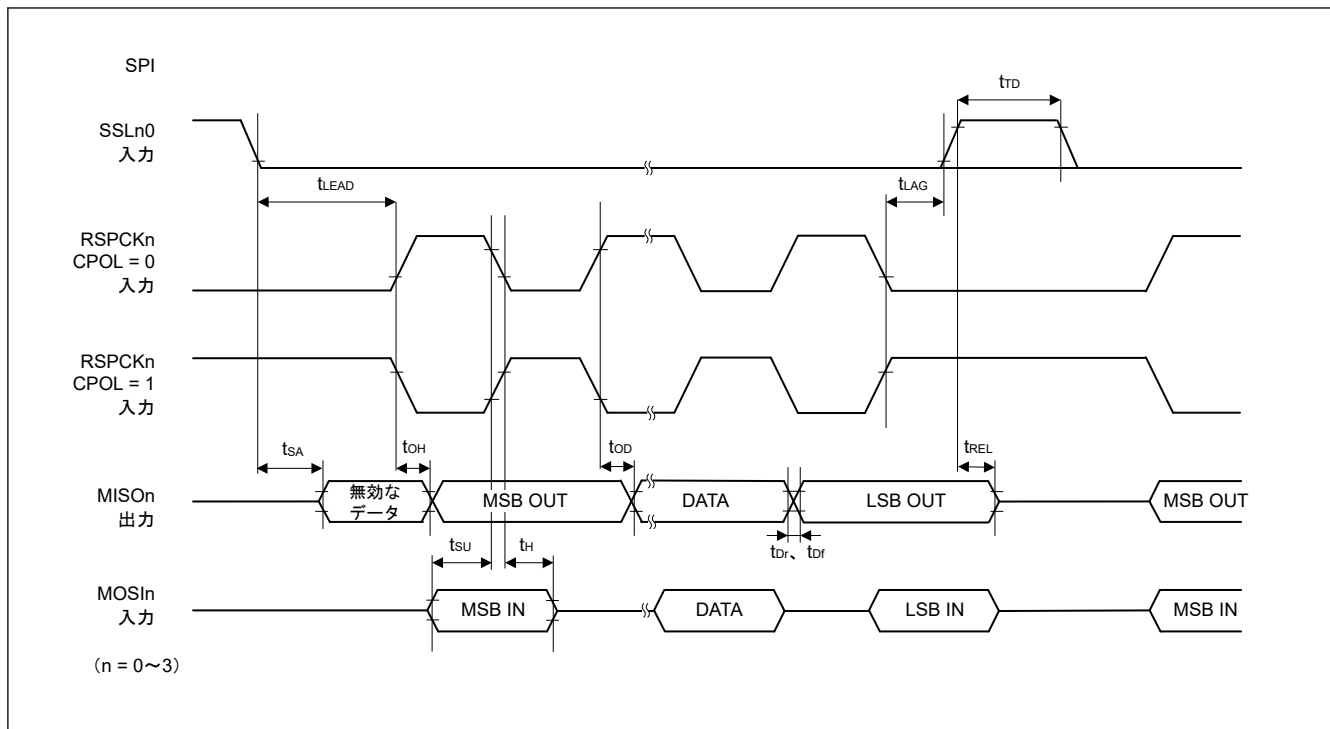 SPI
tTD
SSLn0
入力
tLEAD
tLAG
RSPCKn
CPOL = 0
入力
RSPCKn
CPOL = 1
入力
tSA
tOH
tOD
tREL
MISOn
出力
無効な
データ
MSB OUT
DATA
LSB OUT
MSB OUT
tSU
tH
tDr、tDf
MOSIn
入力
MSB IN
DATA
LSB IN
MSB IN
（n = 0～3）